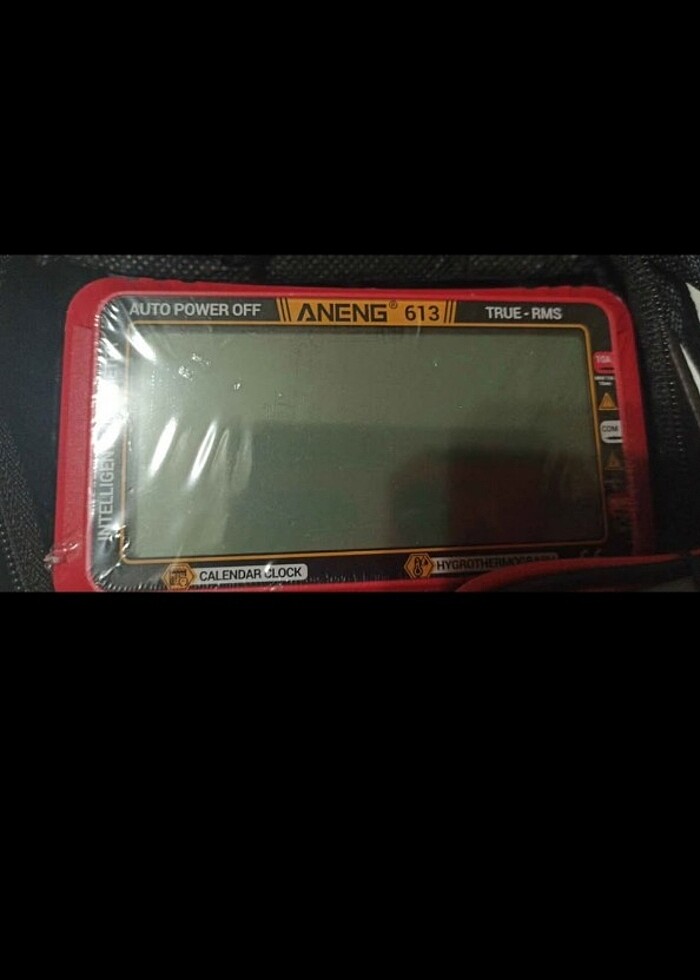 AUTO POWER OFF
ANENG® 613
TRUE-RMS
10A
COM
CALENDAR CLOCK